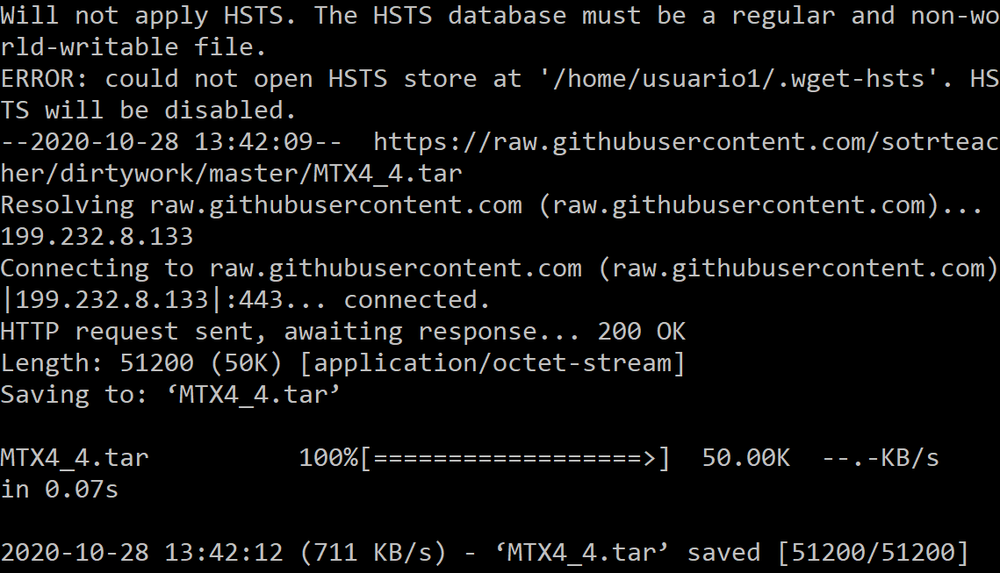 Will not apply HSTS. The HSTS database must be a regular and non-wo
rld-writable file.
ERROR: could not open HSTS store at '/home/usuario1/.wget-hsts'. HS
TS will be disabled.
--2020-10-28 13:42:09--  https://raw.githubusercontent.com/sotrteac
her/dirtywork/master/MTX4_4.tar
Resolving raw.githubusercontent.com (raw.githubusercontent.com)...
199.232.8.133
Connecting to raw.githubusercontent.com (raw.githubusercontent.com)
|199.232.8.133|:443... connected.
HTTP request sent, awaiting response... 200 OK
Length: 51200 (50K) [application/octet-stream]
Saving to: ‘MTX4_4.tar’

MTX4_4.tar          100%[==================>]  50.00K  --.-KB/s
in 0.07s

2020-10-28 13:42:12 (711 KB/s) - ‘MTX4_4.tar’ saved [51200/51200]